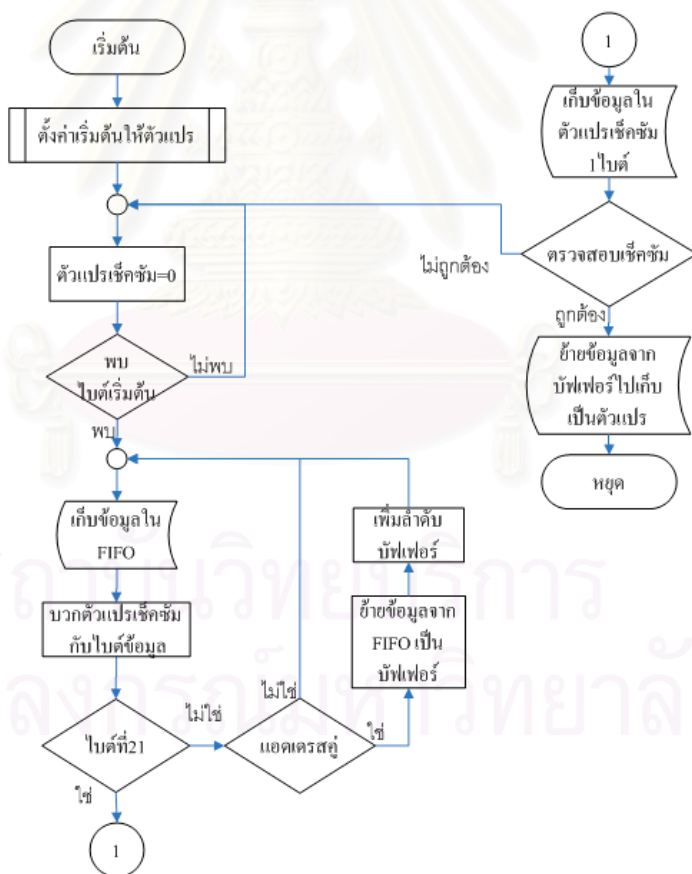 เริ่มต้น
ตั้งค่าเริ่มต้นให้ตัวแปร
ตัวแปรเช็คซัม=0
พบ
ไบต์เริ่มต้น
ไม่พบ
พบ
เก็บข้อมูลใน
FIFO
บวกตัวแปรเช็คซัม
กับไบต์ข้อมูล
ไบต์ที่21
ไม่ใช่
ใช่
1
แอดเดรสคู่
ไม่ใช่
ใช่
ย้ายข้อมูลจาก
FIFO เป็น
บัฟเฟอร์
เพิ่มลำดับ
บัฟเฟอร์
1
เก็บข้อมูลใน
ตัวแปรเช็คซัม
1ไบต์
ตรวจสอบเช็คซัม
ไม่ถูกต้อง
ถูกต้อง
ย้ายข้อมูลจาก
บัฟเฟอร์ไปเก็บ
เป็นตัวแปร
หยุด